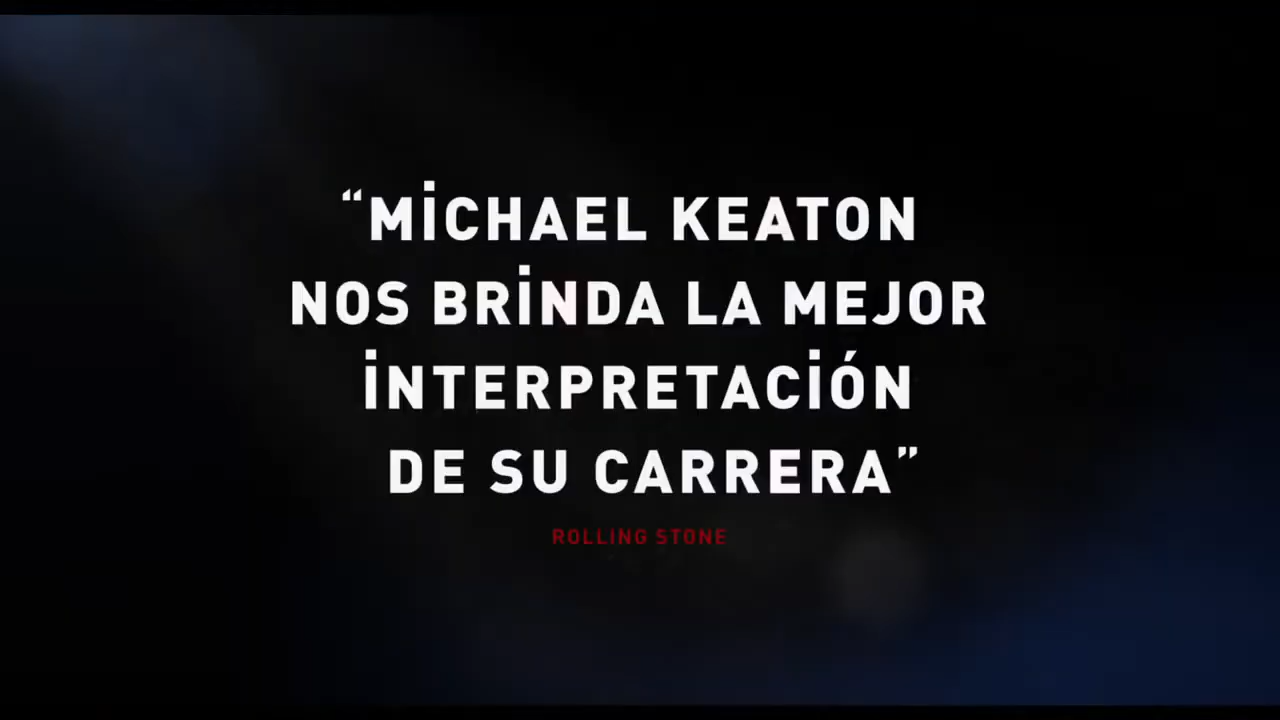 “MİCHAEL KEATON
NOS BRİNDA LA MEJOR
İNTERPRETACİÓN
DE SU CARRERA”
ROLLING STONE